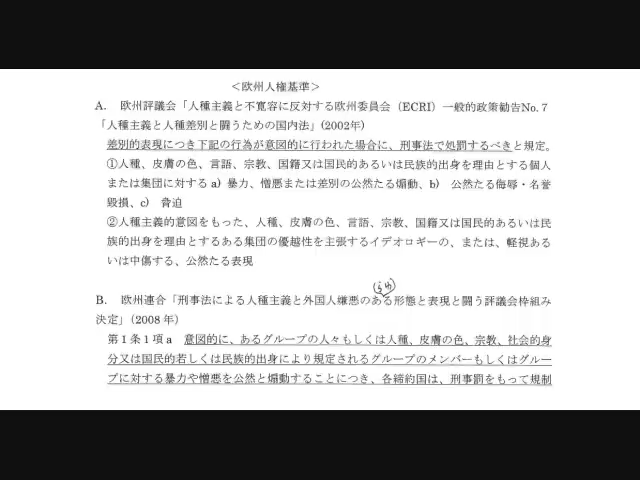 ＜欧州人権基準＞
A. 欧州評議会「人種主義と不寛容に反対する欧州委員会（ECRI）一般的政策勧告No. 7
「人種主義と人種差別と闘うための国内法」(2002年)
差別的表現につき下記の行為が意図的に行われた場合に、刑事法で処罰するべきと規定。
①人種、皮膚の色、言語、宗教、国籍又は国民的あるいは民族的出身を理由とする個人
または集団に対する a) 暴力、憎悪または差別の公然たる煽動、b) 公然たる侮辱・名誉
毀損、c) 脅迫
②人種主義的意図をもった、人種、皮膚の色、言語、宗教、国籍又は国民的あるいは民
族的出身を理由とするある集団の優越性を主張するイデオロギーの、または、軽視ある
いは中傷する、公然たる表現
B. 欧州連合「刑事法による人種主義と外国人嫌悪のある形態と表現と闘う評議会枠組み
決定」(2008 年)
第１条１項 a 意図的に、あるグループの人々もしくは人種、皮膚の色、宗教、社会的身
分又は国民的若しくは民族的出身により規定されるグループのメンバーもしくはグルー
プに対する暴力や憎悪を公然と煽動することにつき、各締約国は、刑事罰をもって規制